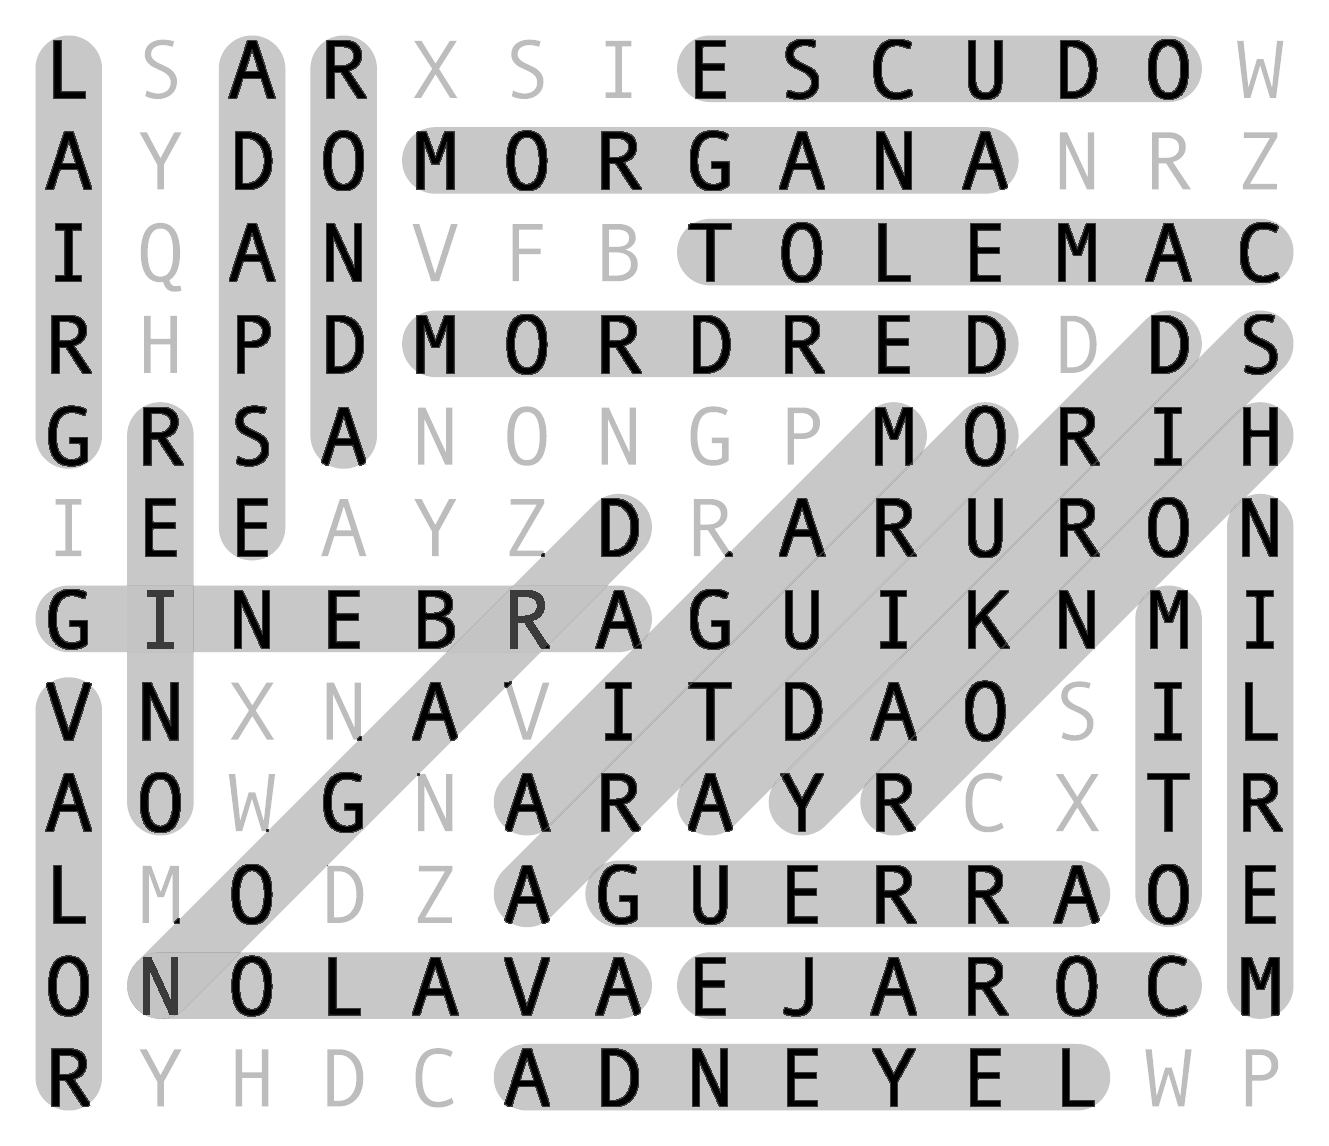 L S A R X S I E S C U D O W
A Y D O M O R G A N A N R Z
I Q A N V F B T O L E M A C
R H P D M O R D R E D D D S
G R S A N O N G P M O R I H
I E E A Y Z D R A R U R O N
G I N E B R A G U I K N M I
V N X N A V I T D A O S I L
A O W G N A R A Y R C X T R
L M O D Z A G U E R R A O E
O N O L A V A E J A R O C M
R Y H D C A D N E Y E L W P